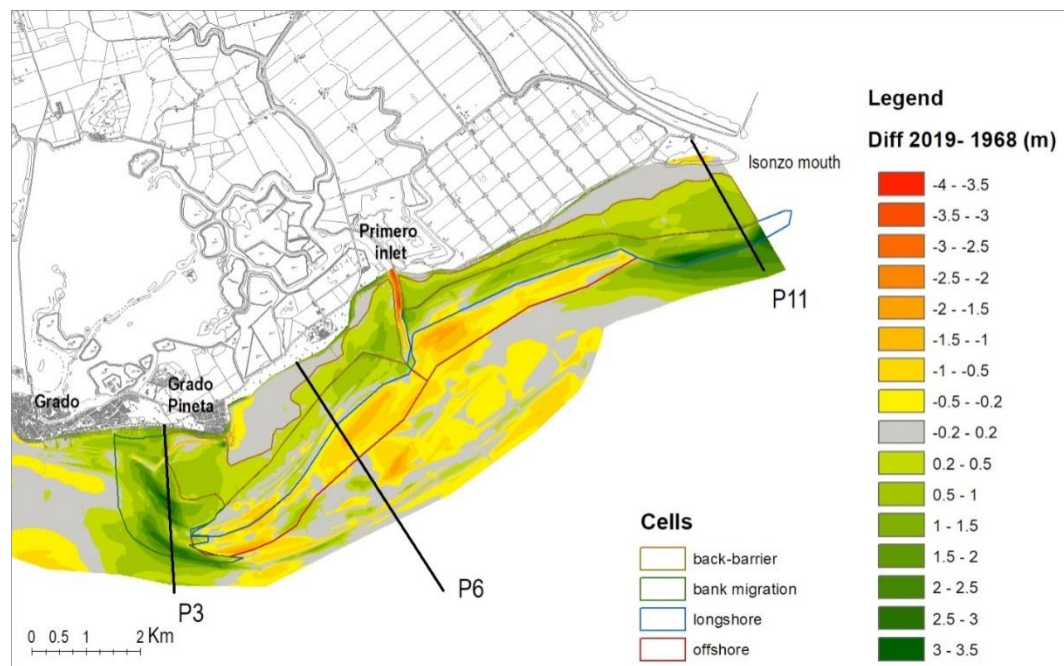 Legend
Diff 2019- 1968 (m)
-4 - -3.5
-3.5 - -3
-3 - -2.5
-2.5 - -2
-2 - -1.5
-1.5 - -1
-1 - -0.5
-0.5 - -0.2
-0.2 - 0.2
0.2 - 0.5
0.5 - 1
1 - 1.5
1.5 - 2
2 - 2.5
2.5 - 3
3 - 3.5
Isonzo mouth
Primero
inlet
P11
Grado
Grado
Pineta
P6
P3
0 0.5 1 2 Km
Cells
back-barrier
bank migration
longshore
offshore